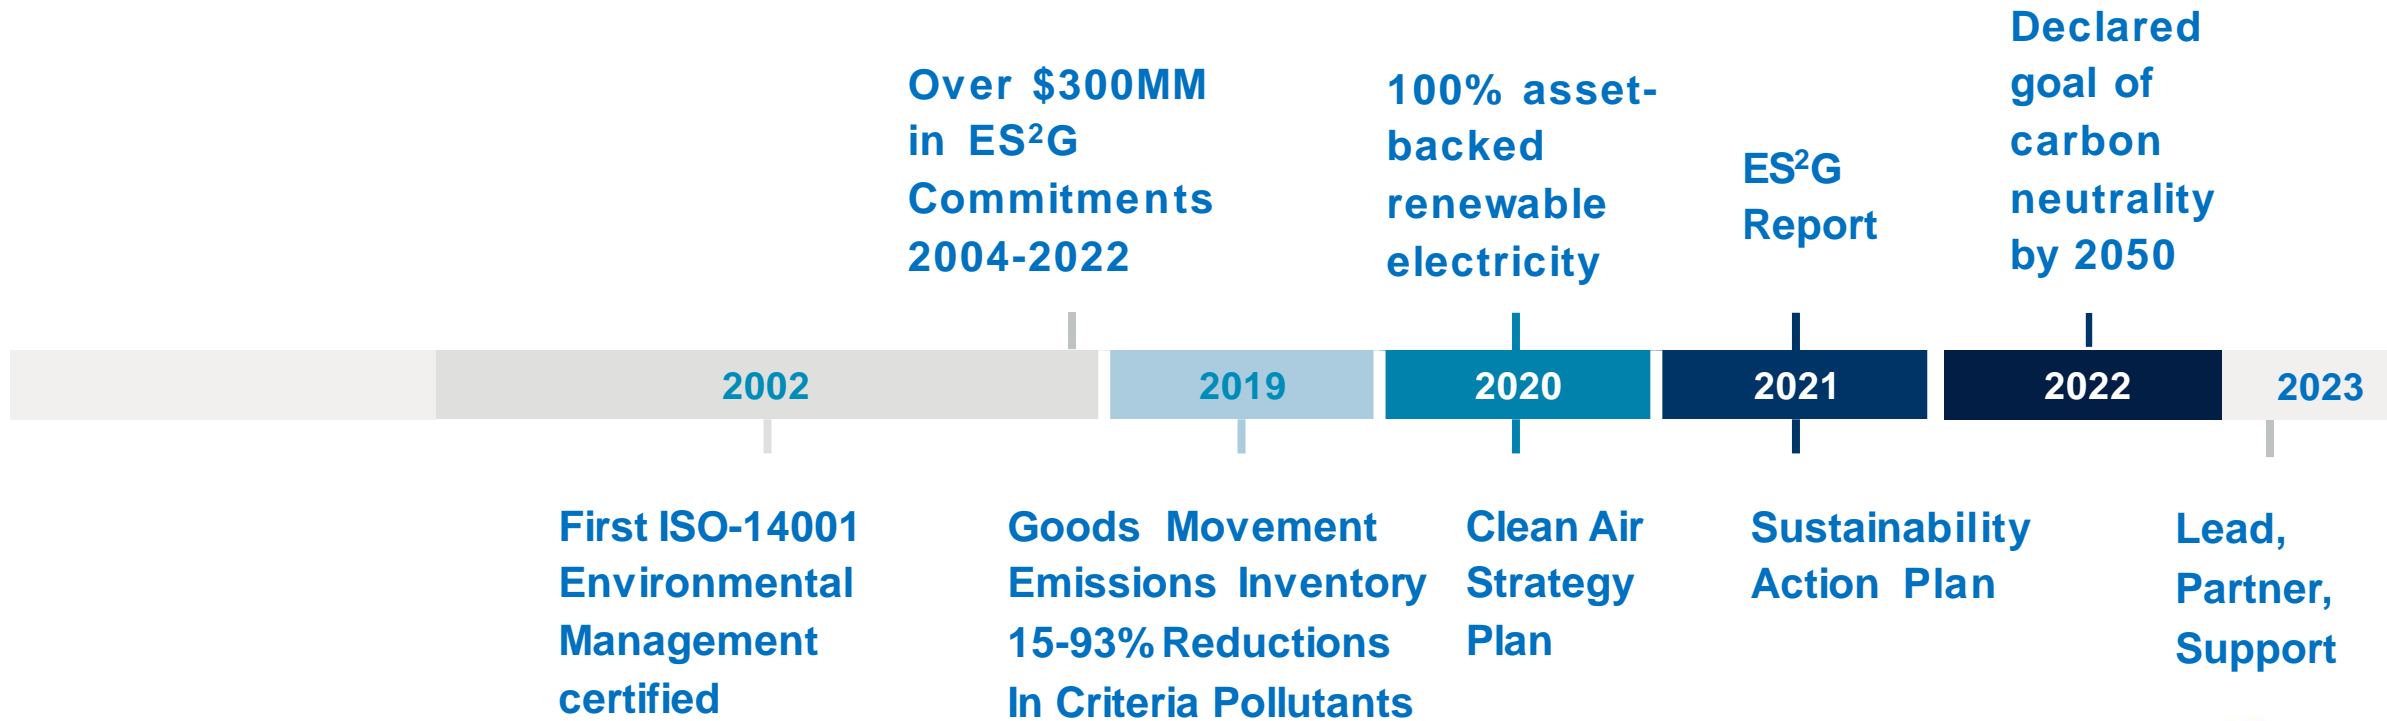 Over $300MM
in ES²G
Commitments
2004-2022
100% asset-
backed
renewable
electricity
ES²G
Report
Declared
goal of
carbon
neutrality
by 2050
2002
2019
2020
2021
2022
2023
First ISO-14001
Environmental
Management
certified
Goods Movement
Emissions Inventory
15-93% Reductions
In Criteria Pollutants
Clean Air
Strategy
Plan
Sustainability
Action Plan
Lead,
Partner,
Support